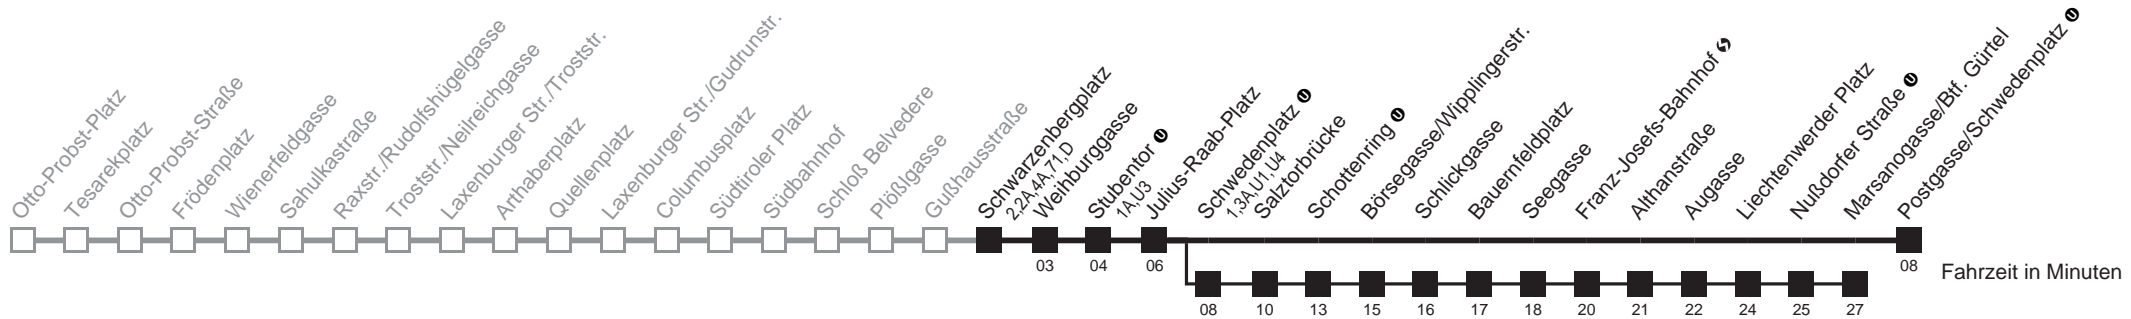 Otto-Probst-Platz
Tesarekplatz
Otto-Probst-Straße
Frödenplatz
Wienerfeldgasse
Sahulkastraße
Raxstr./Rudolfshügelgasse
Troststr./Neilreichgasse
Laxenburger Str./Troststr.
Arthaberplatz
Quellenplatz
Laxenburger Str./Gudrunstr.
Columbusplatz
Südtiroler Platz
Südbahnhof
Schloß Belvedere
Plößlgasse
Gußhausstraße
Schwarzenbergplatz
2,2A,4A,71,D
Weihburggasse
Stubentor U
1A,U3
Julius-Raab-Platz
Schwedenplatz U
1,3A,U1,U4
Salztorbrücke
Schottenring U
Börsegasse/Wipplingerstr.
Schlickgasse
Bauernfeldplatz
Seegasse
Franz-Josefs-Bahnhof S
Althanstraße
Augasse
Liechtenwerder Platz
Nußdorfer Straße U
Marsanogasse/Btf. Gürtel
Postgasse/Schwedenplatz U
03 04 06 08
Fahrzeit in Minuten
08 10 13 15 16 17 18 20 21 22 24 25 27